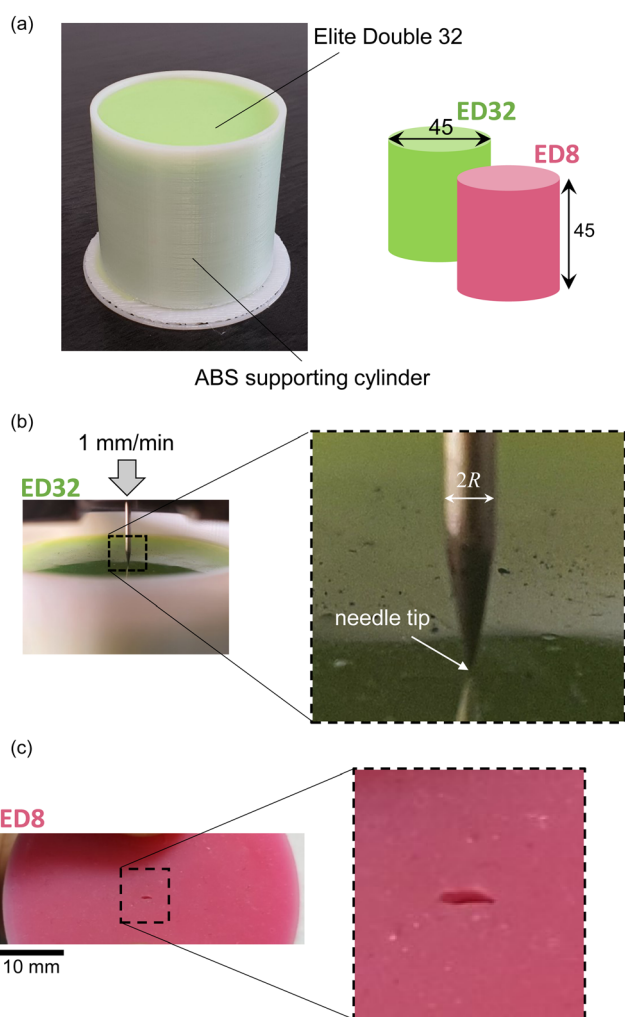 (a)
Elite Double 32
ED32
45
ED8
45
ABS supporting cylinder
(b)
1 mm/min
ED32
2R
needle tip
(c)
ED8
10 mm